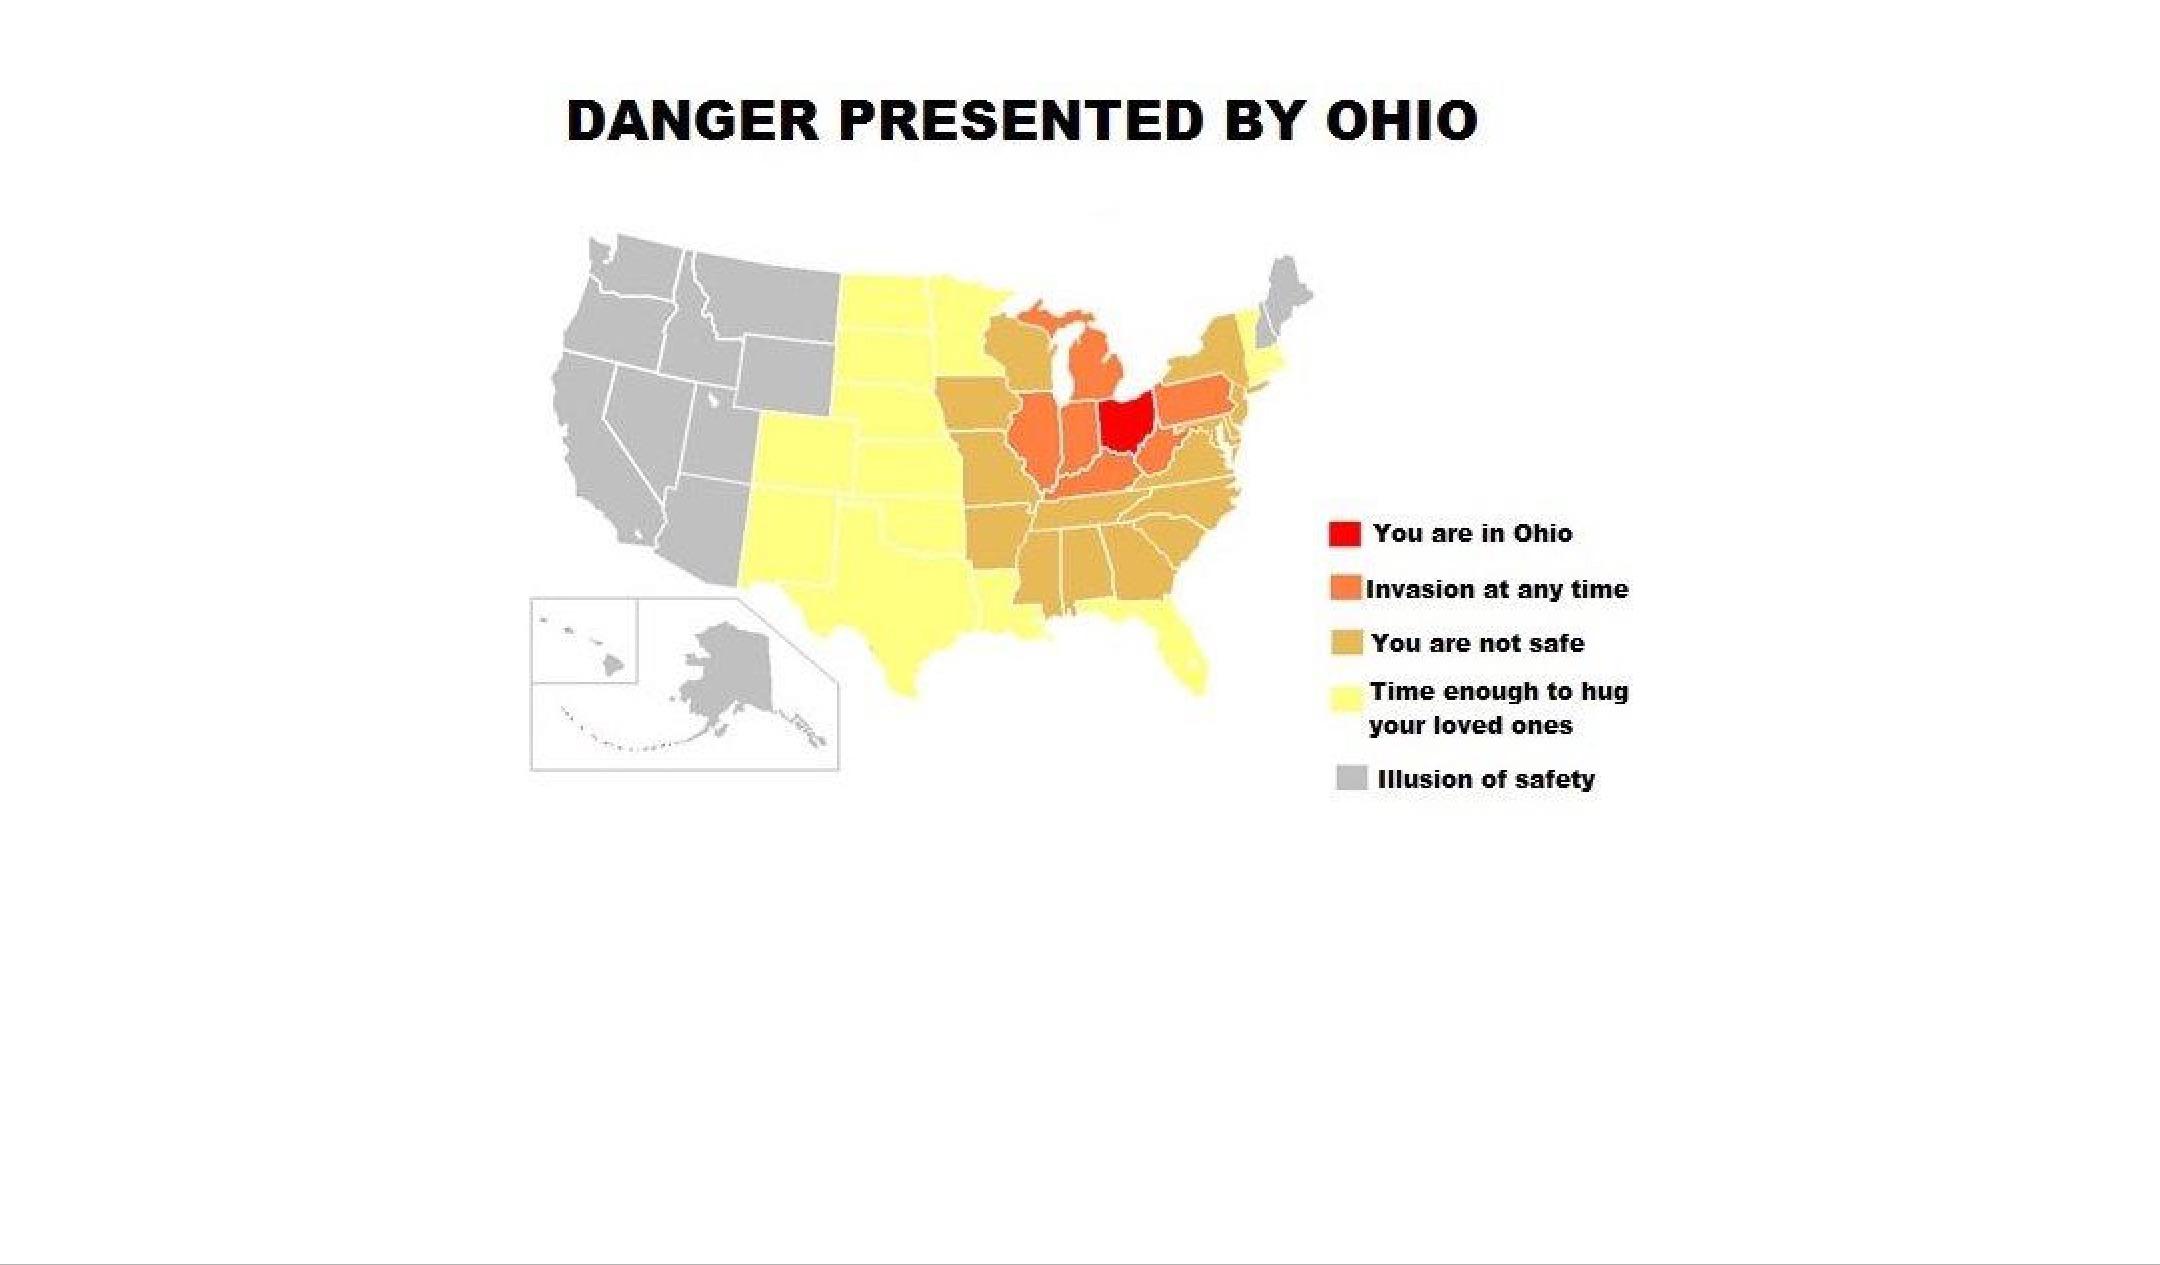 DANGER PRESENTED BY OHIO
You are in Ohio
Invasion at any time
You are not safe
Time enough to hug
your loved ones
Illusion of safety